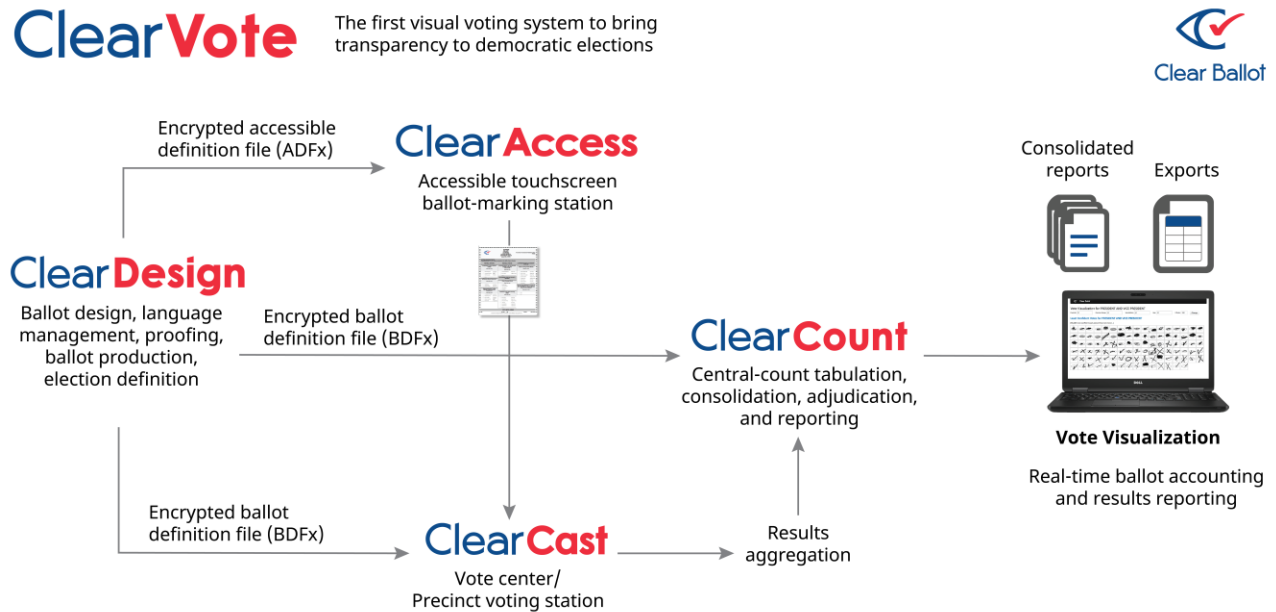 ClearVote
The first visual voting system to bring
transparency to democratic elections
Clear Ballot
Encrypted accessible
definition file (ADFx)
ClearAccess
Accessible touchscreen
ballot-marking station
Consolidated
reports
Exports
ClearDesign
Ballot design, language
management, proofing,
ballot production,
election definition
Encrypted ballot
definition file (BDFx)
ClearCount
Central-count tabulation,
consolidation, adjudication,
and reporting
DELL
Vote Visualization
Real-time ballot accounting
and results reporting
Encrypted ballot
definition file (BDFx)
ClearCast
Vote center/
Precinct voting station
Results
aggregation